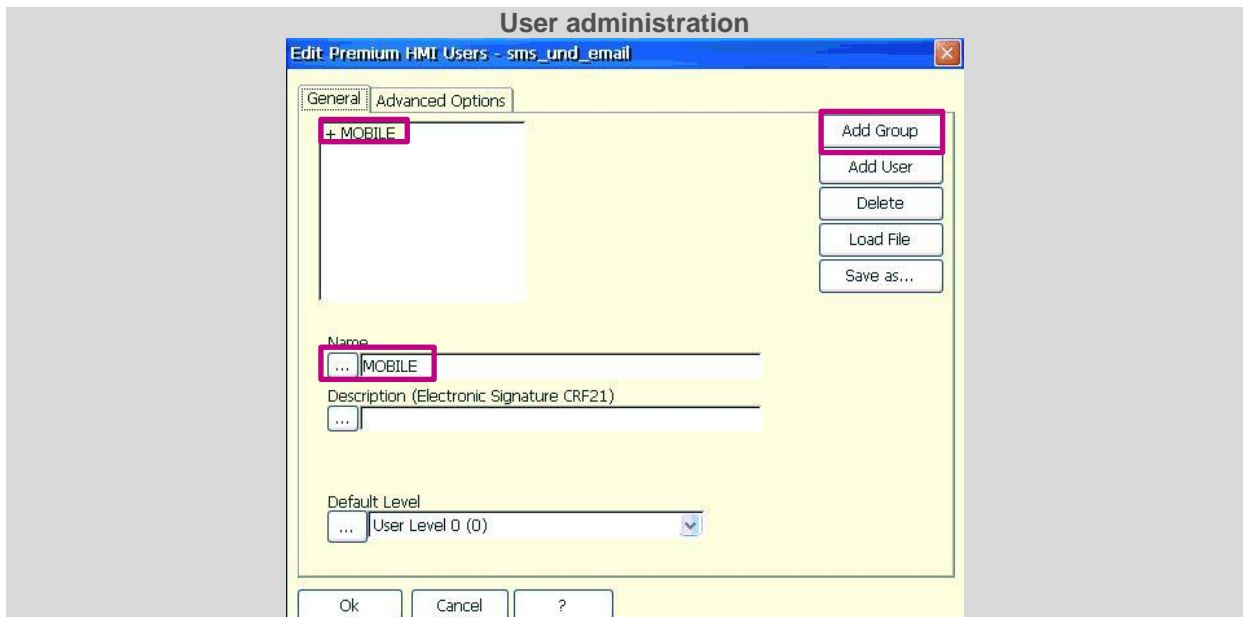 User administration
Edit Premium HMI Users - sms_und_email
General Advanced Options
+ MOBILE
Add Group
Add User
Delete
Load File
Save as...
Name
... MOBILE
Description (Electronic Signature CRF21)
...
Default Level
... User Level 0 (0)
Ok Cancel ?